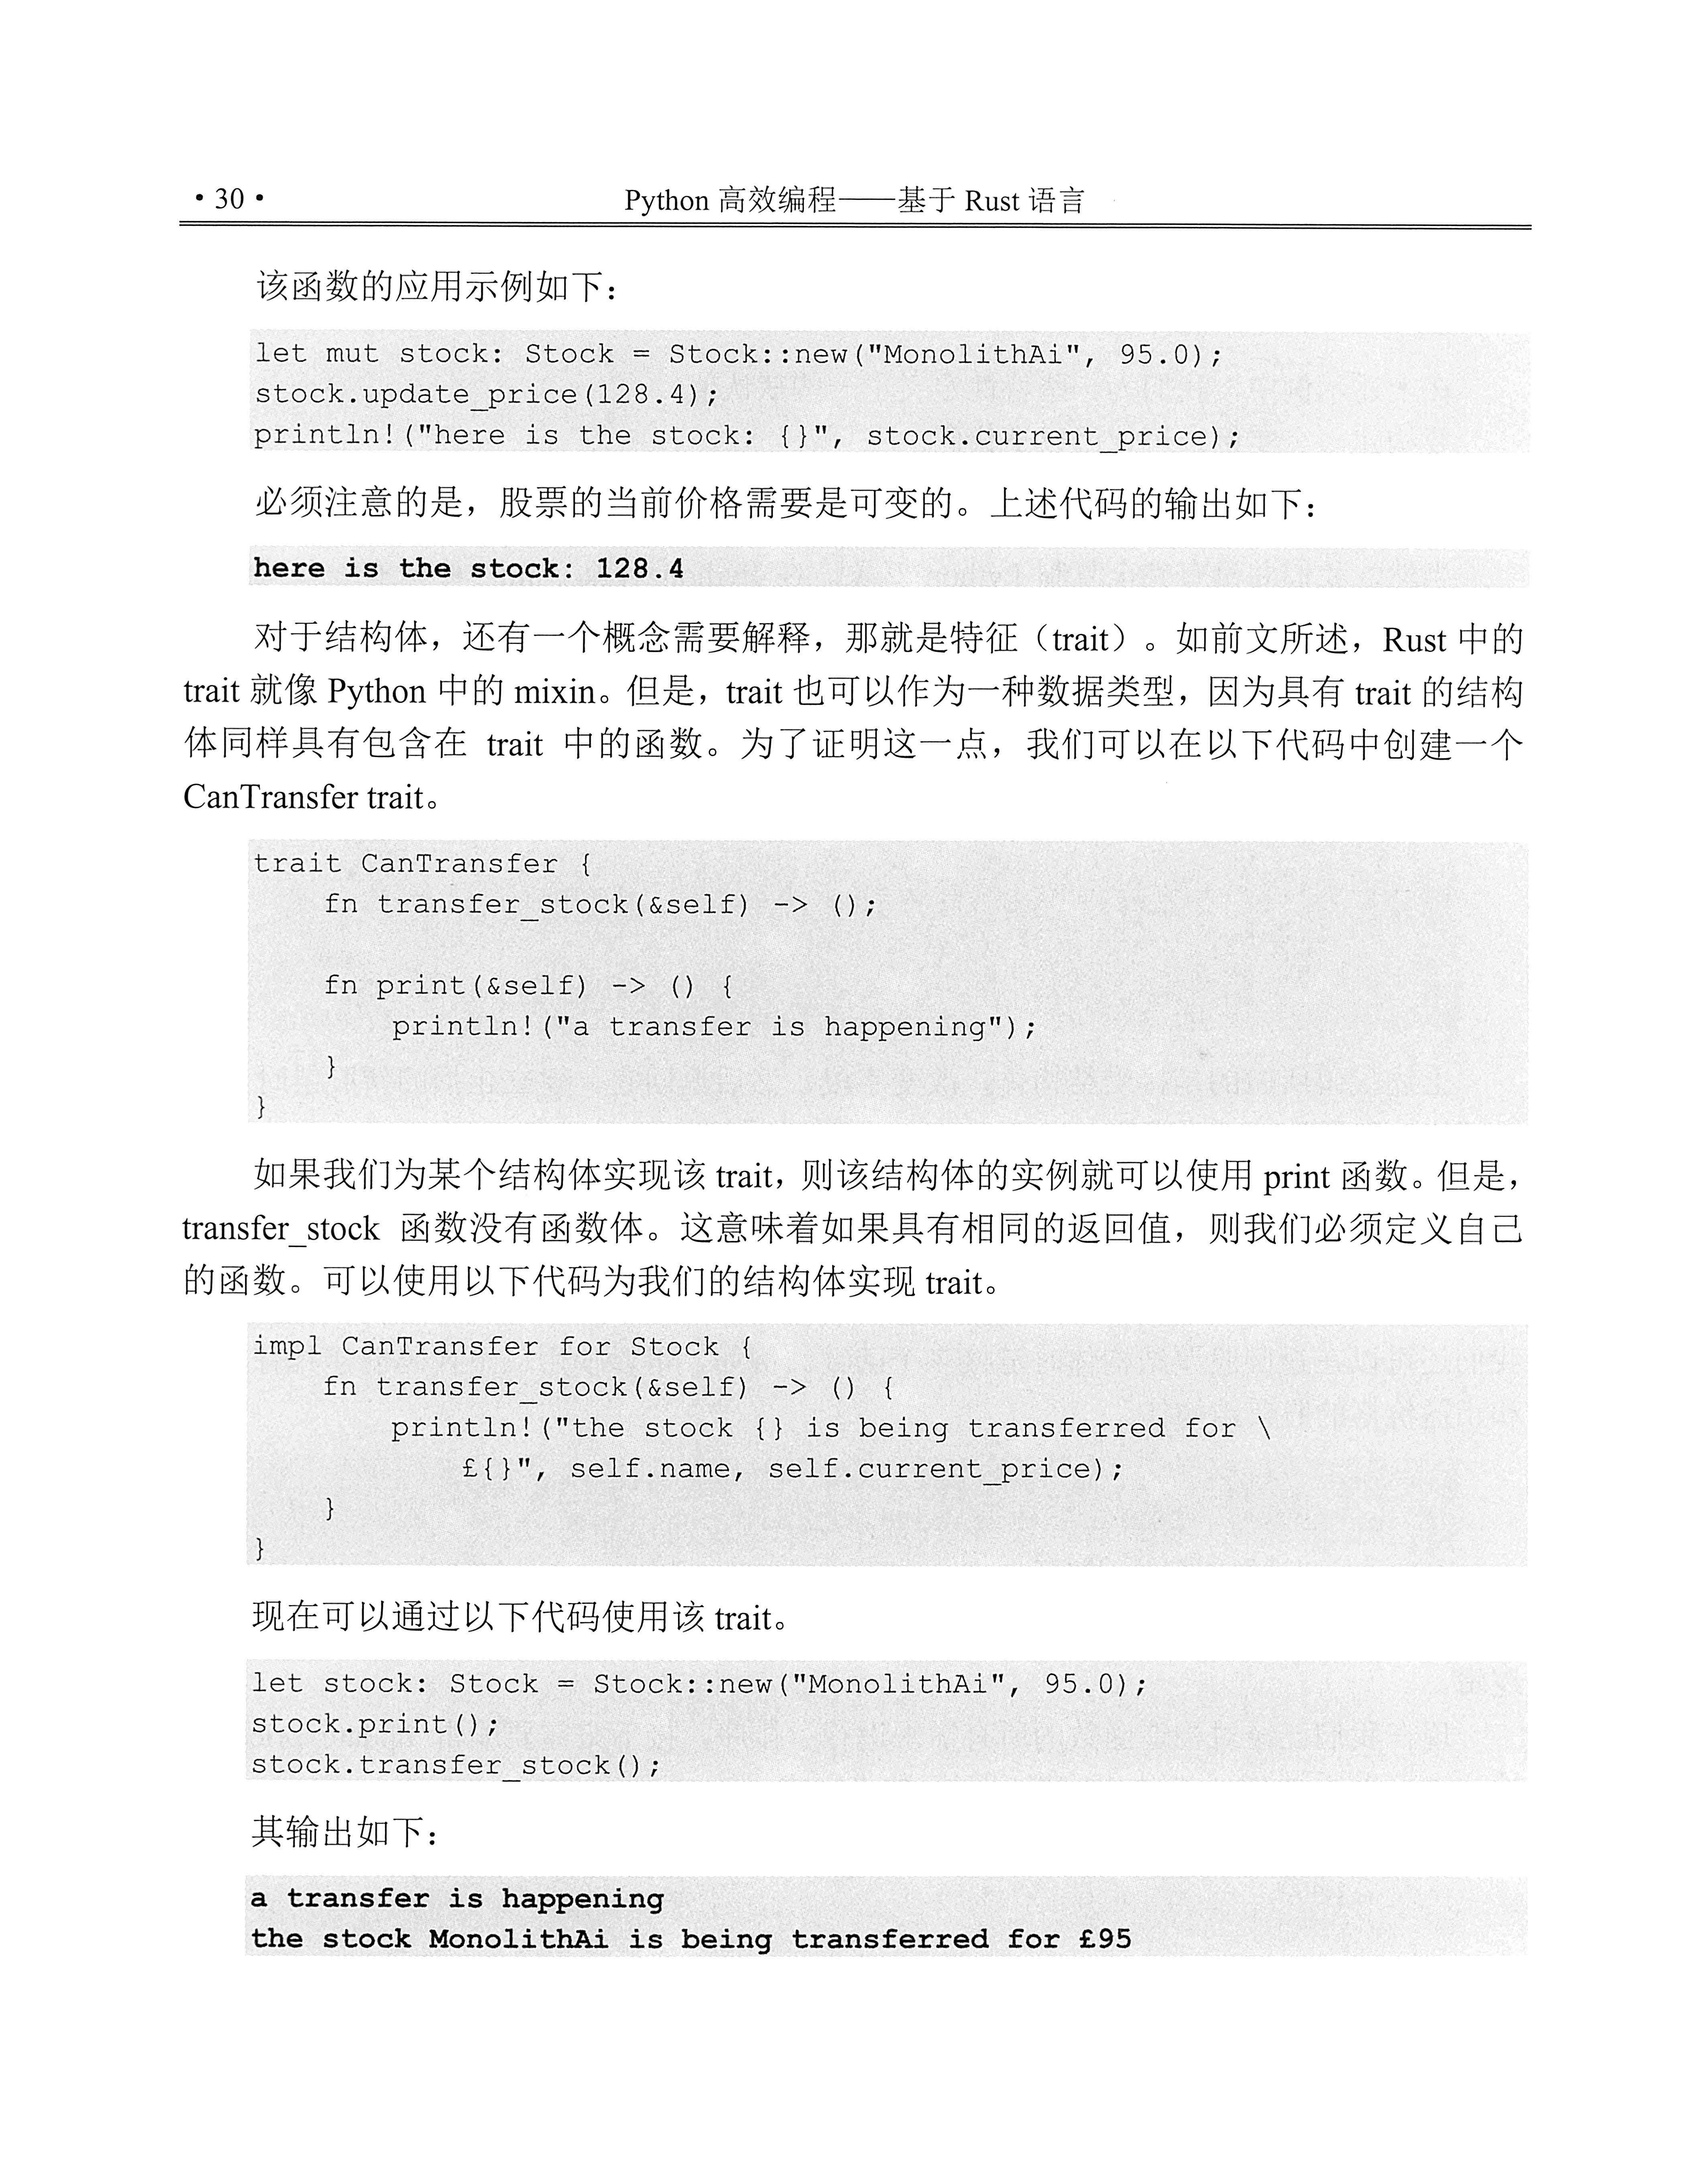 • 30 •
Python 高效编程——基于 Rust 语言
该函数的应用示例如下：
let mut stock: Stock = Stock::new("MonolithAi", 95.0);
stock.update_price(128.4);
println!("here is the stock: {}", stock.current_price);
必须注意的是，股票的当前价格需要是可变的。上述代码的输出如下：
here is the stock: 128.4
对于结构体，还有一个概念需要解释，那就是特征（trait）。如前文所述，Rust 中的
trait 就像 Python 中的 mixin。但是，trait 也可以作为一种数据类型，因为具有 trait 的结构
体同样具有包含在 trait 中的函数。为了证明这一点，我们可以在以下代码中创建一个
CanTransfer trait。
trait CanTransfer {
    fn transfer_stock(&self) -> ();

    fn print(&self) -> () {
        println!("a transfer is happening");
    }
}
如果我们为某个结构体实现该 trait，则该结构体的实例就可以使用 print 函数。但是，
transfer_stock 函数没有函数体。这意味着如果具有相同的返回值，则我们必须定义自己
的函数。可以使用以下代码为我们的结构体实现 trait。
impl CanTransfer for Stock {
    fn transfer_stock(&self) -> () {
        println!("the stock {} is being transferred for \
            £{}", self.name, self.current_price);
    }
}
现在可以通过以下代码使用该 trait。
let stock: Stock = Stock::new("MonolithAi", 95.0);
stock.print();
stock.transfer_stock();
其输出如下：
a transfer is happening
the stock MonolithAi is being transferred for £95